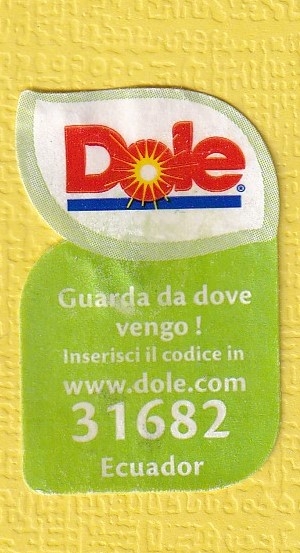 Dole®
Guarda da dove
vengo !
Inserisci il codice in
www.dole.com
31682
Ecuador